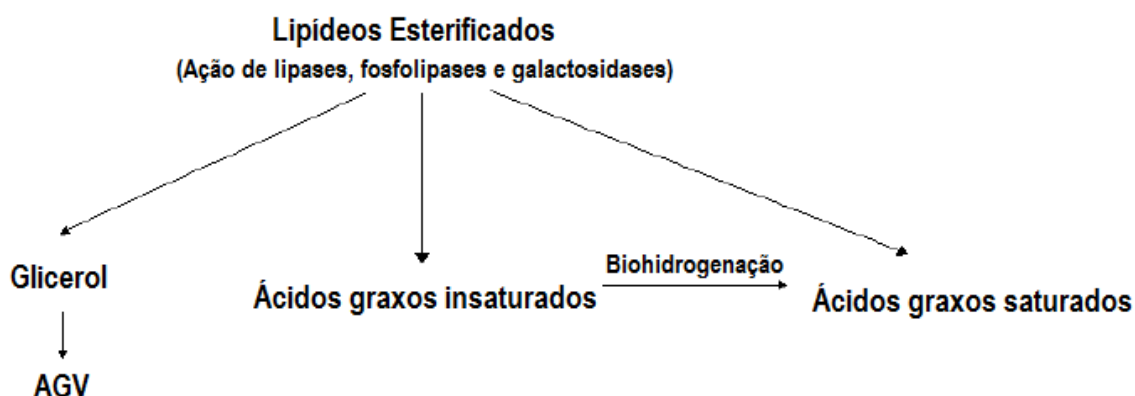 Lipídeos Esterificados
(Ação de lipases, fosfolipases e galactosidases)
Biohidrogenação
Glicerol
Ácidos graxos insaturados
Ácidos graxos saturados
AGV